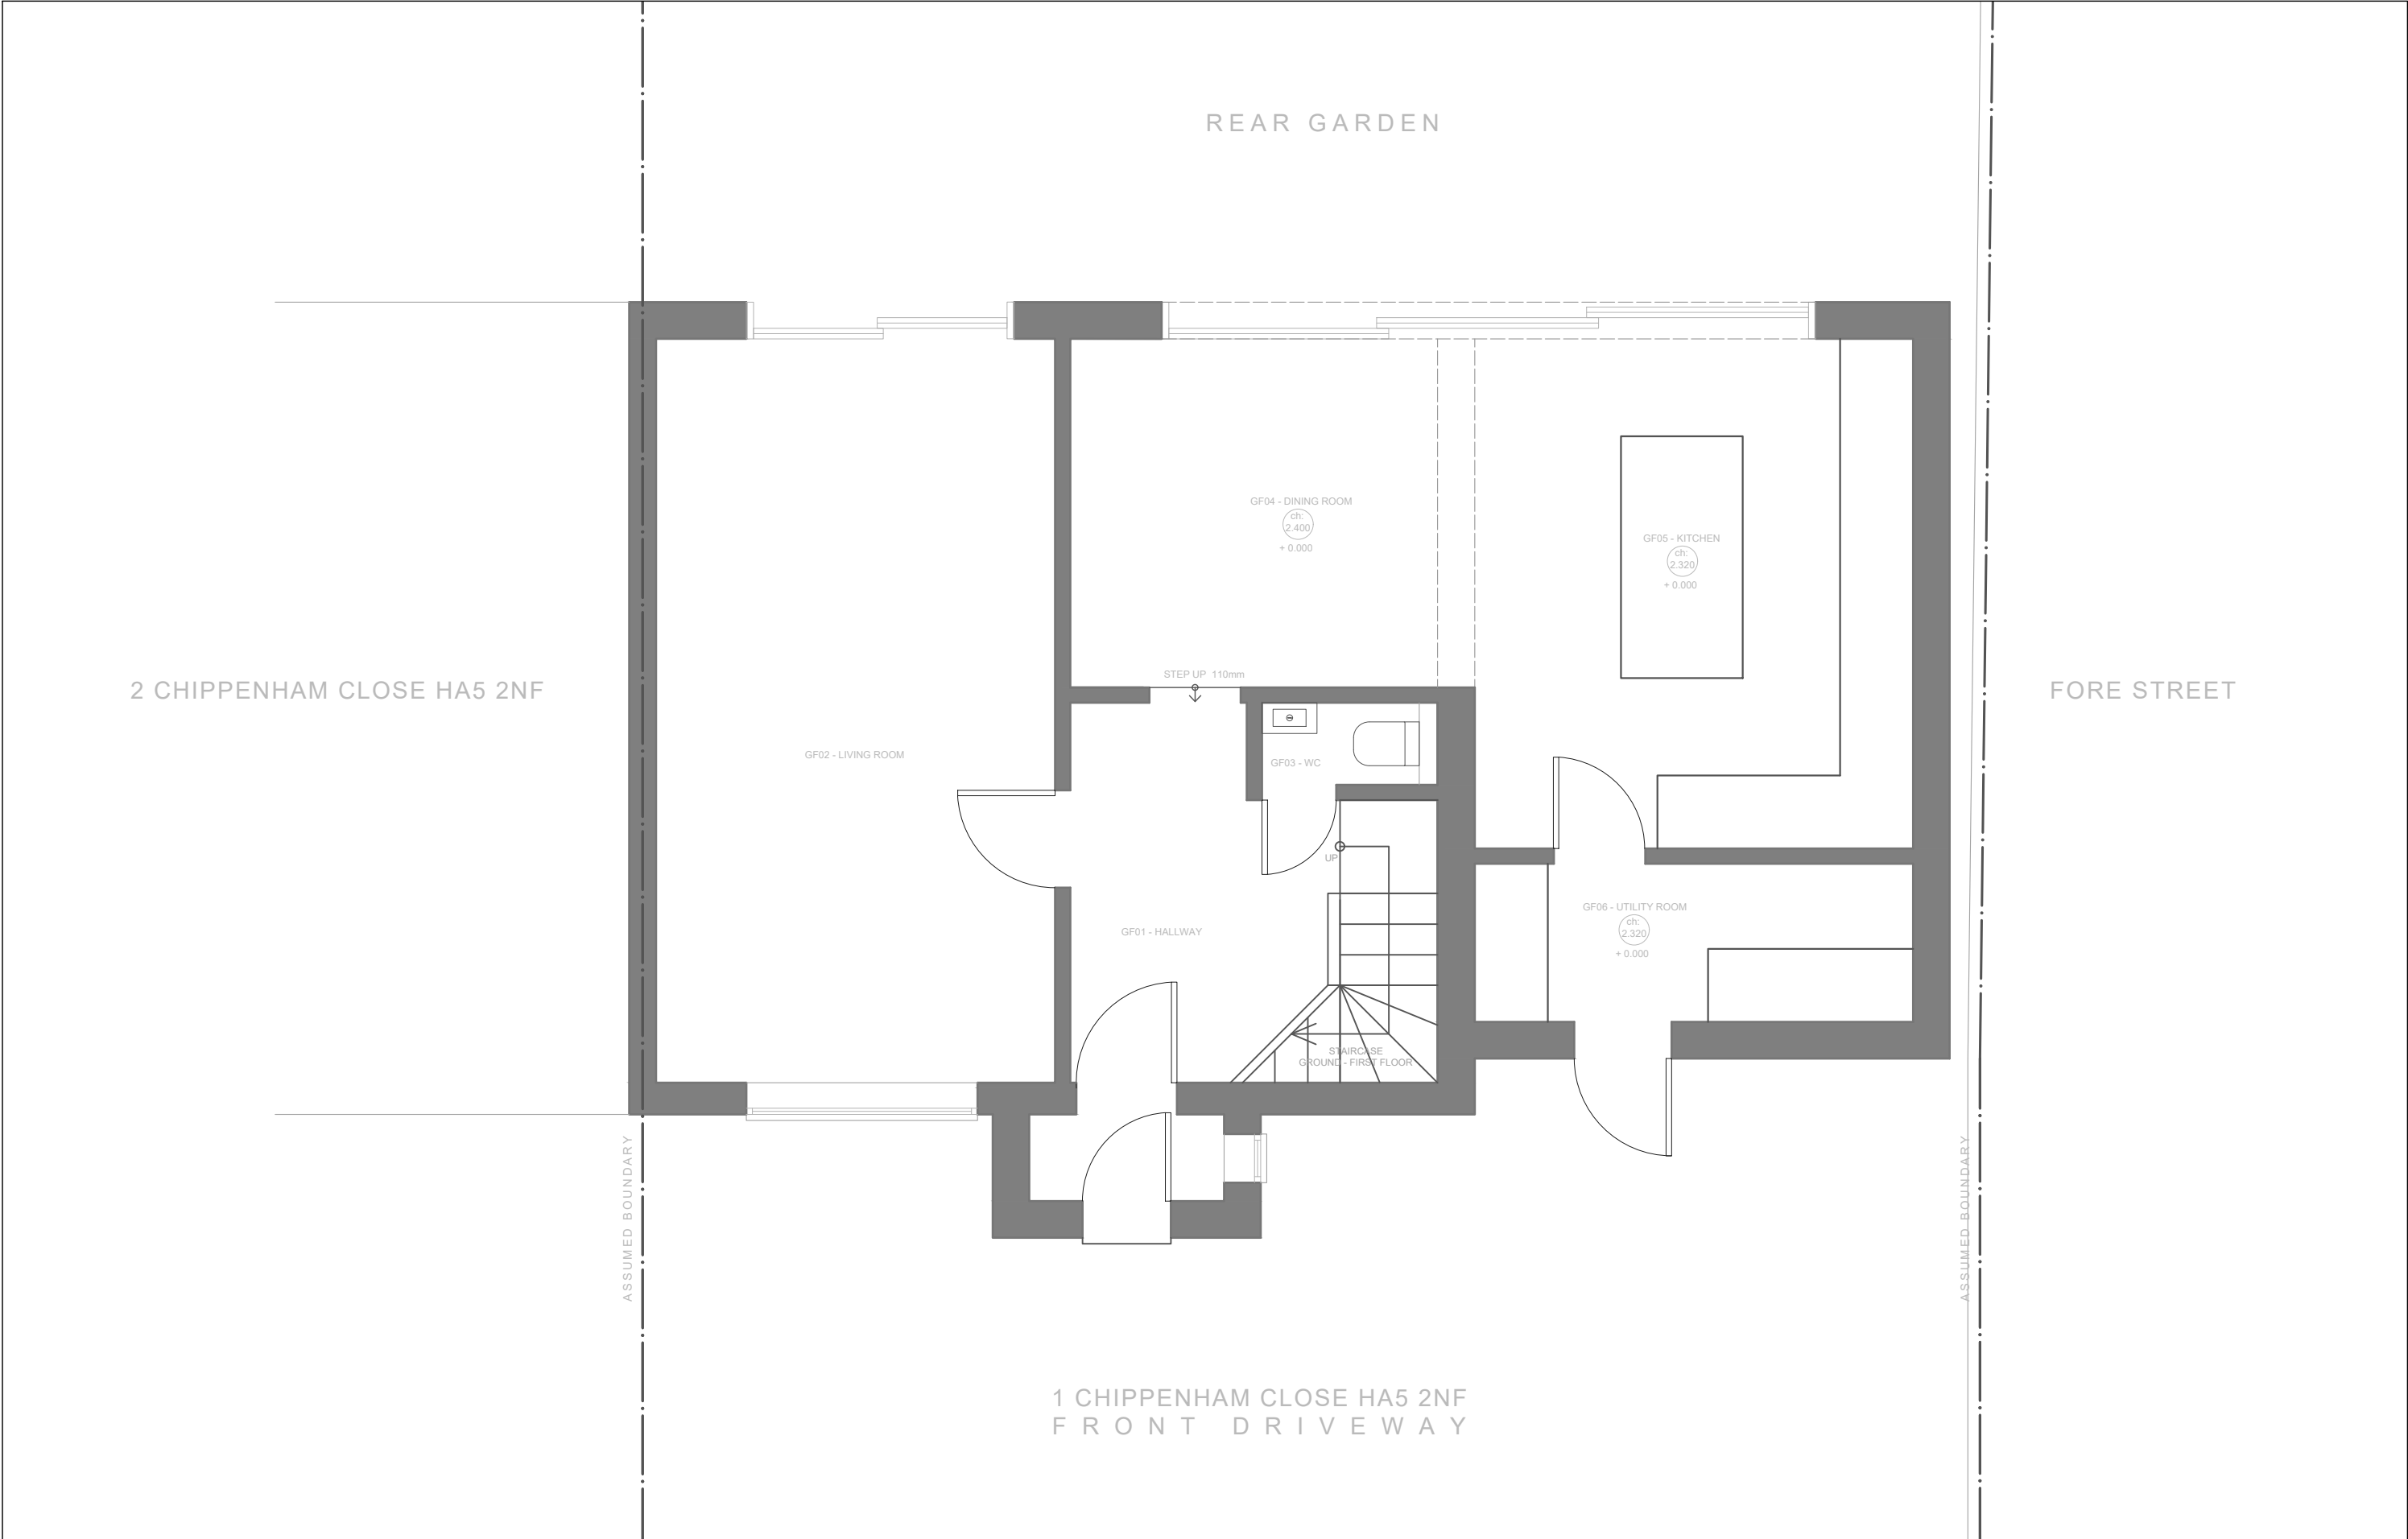 REAR GARDEN
GF04 - DINING ROOM
ch:
2.400
+ 0.000
GF05 - KITCHEN
ch:
2.320
+ 0.000
STEP UP 110mm
2 CHIPPENHAM CLOSE HA5 2NF
FORE STREET
GF02 - LIVING ROOM
GF03 - WC
UP
GF01 - HALLWAY
GF06 - UTILITY ROOM
ch:
2.320
+ 0.000
STAIRCASE
GROUND - FIRST FLOOR
ASSUMED BOUNDARY
ASSUMED BOUNDARY
1 CHIPPENHAM CLOSE HA5 2NF
FRONT DRIVEWAY